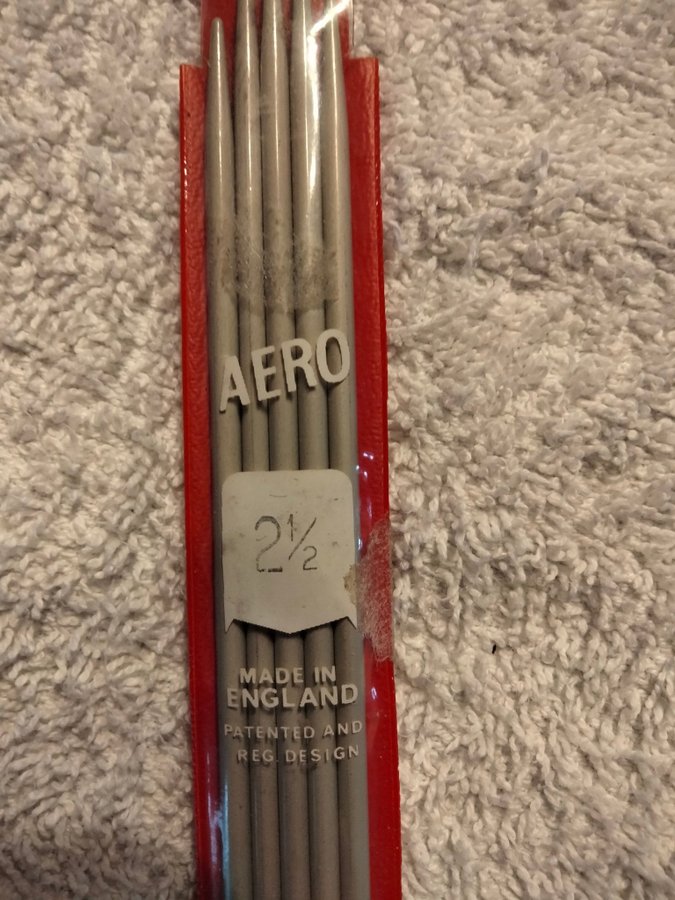 AERO
2½
MADE IN
ENGLAND
PATENTED AND
REG. DESIGN